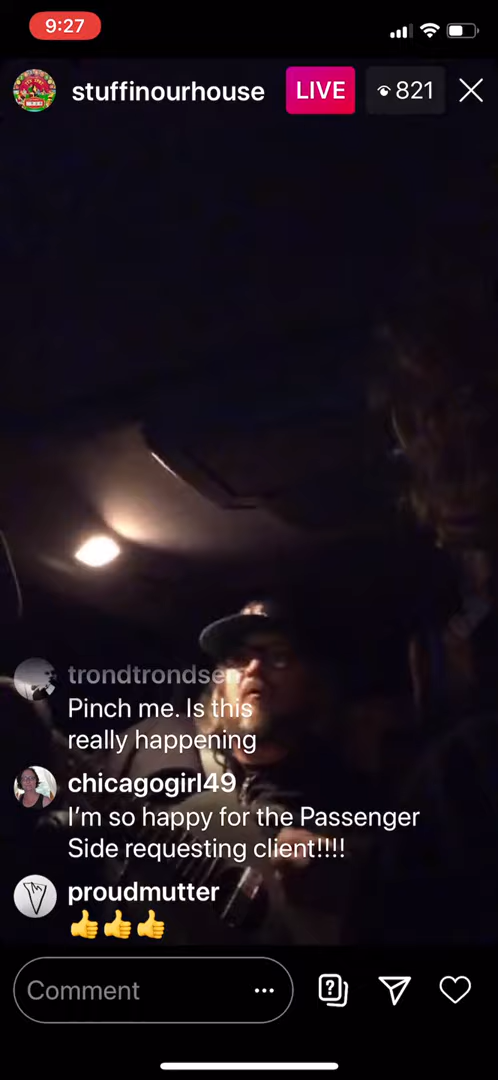 9:27
stuffinourhouse
LIVE
821
trondtrondsen
Pinch me. Is this
really happening
chicagogirl49
I’m so happy for the Passenger
Side requesting client!!!!
proudmutter
👍👍👍
Comment